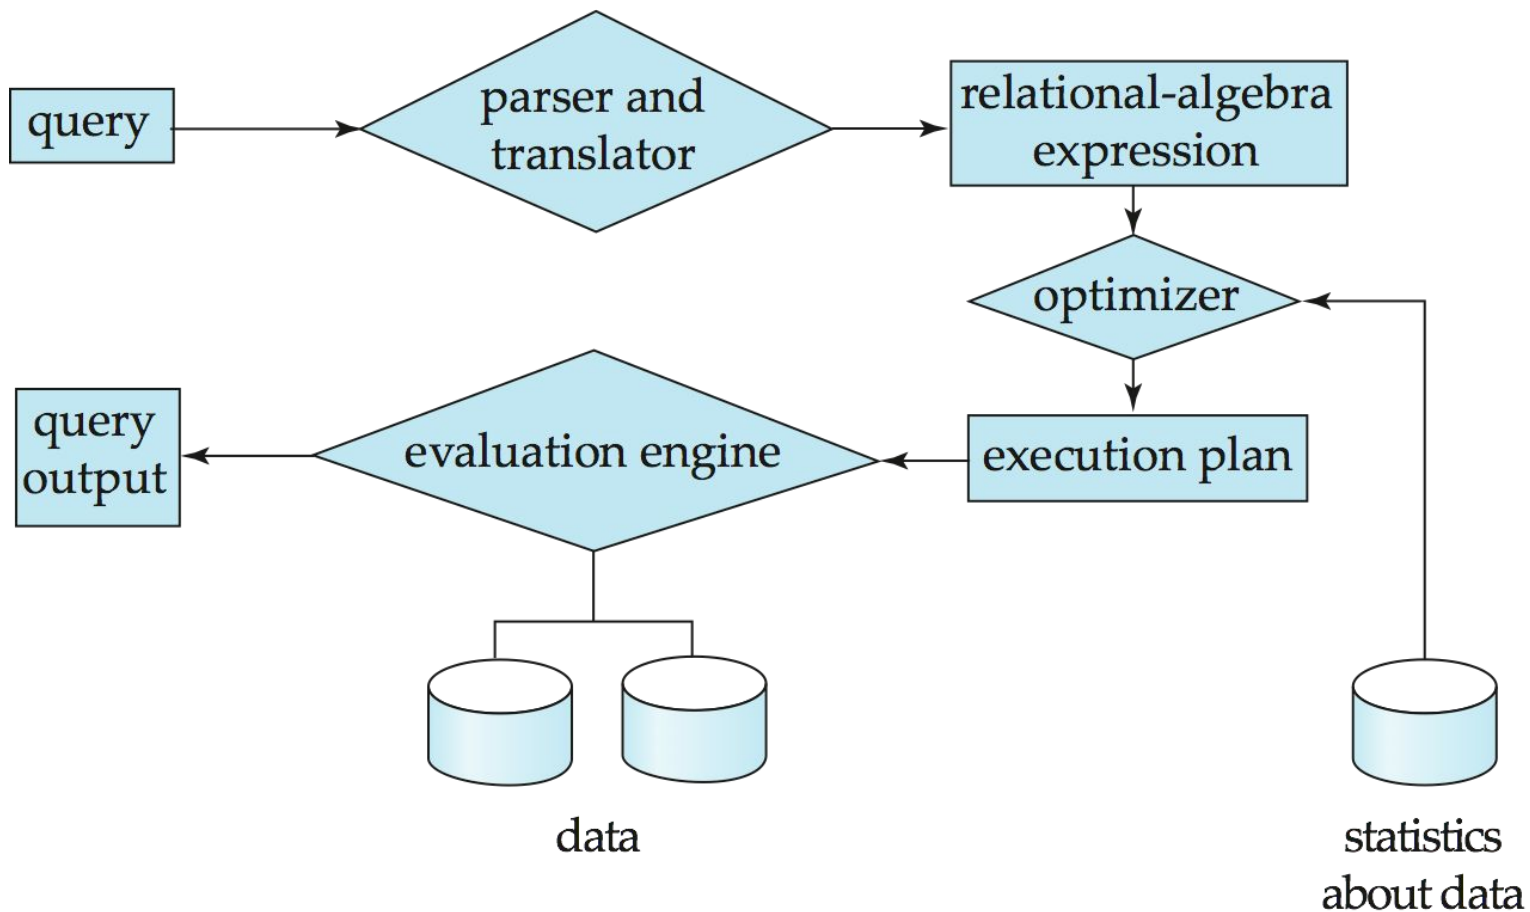 query
parser and
translator
relational-algebra
expression
optimizer
query
output
evaluation engine
execution plan
data
statistics
about data